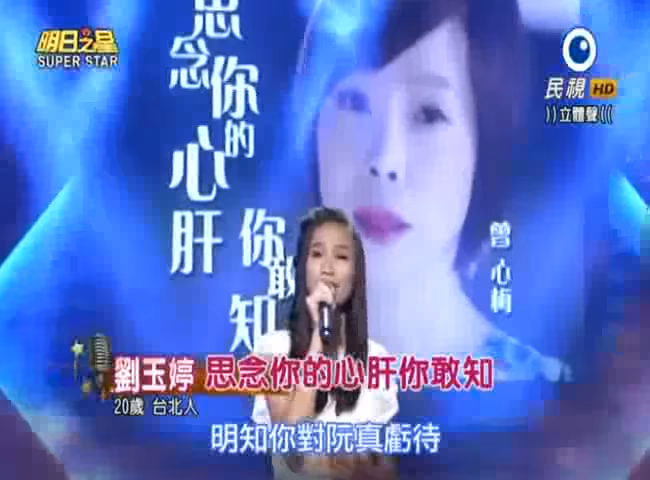 明日之星
SUPER STAR
民視 HD
))立體聲((
思念你的心肝
你敢知
曾心梅
劉玉婷 思念你的心肝你敢知
20歲 台北人
明知你對阮真虧待